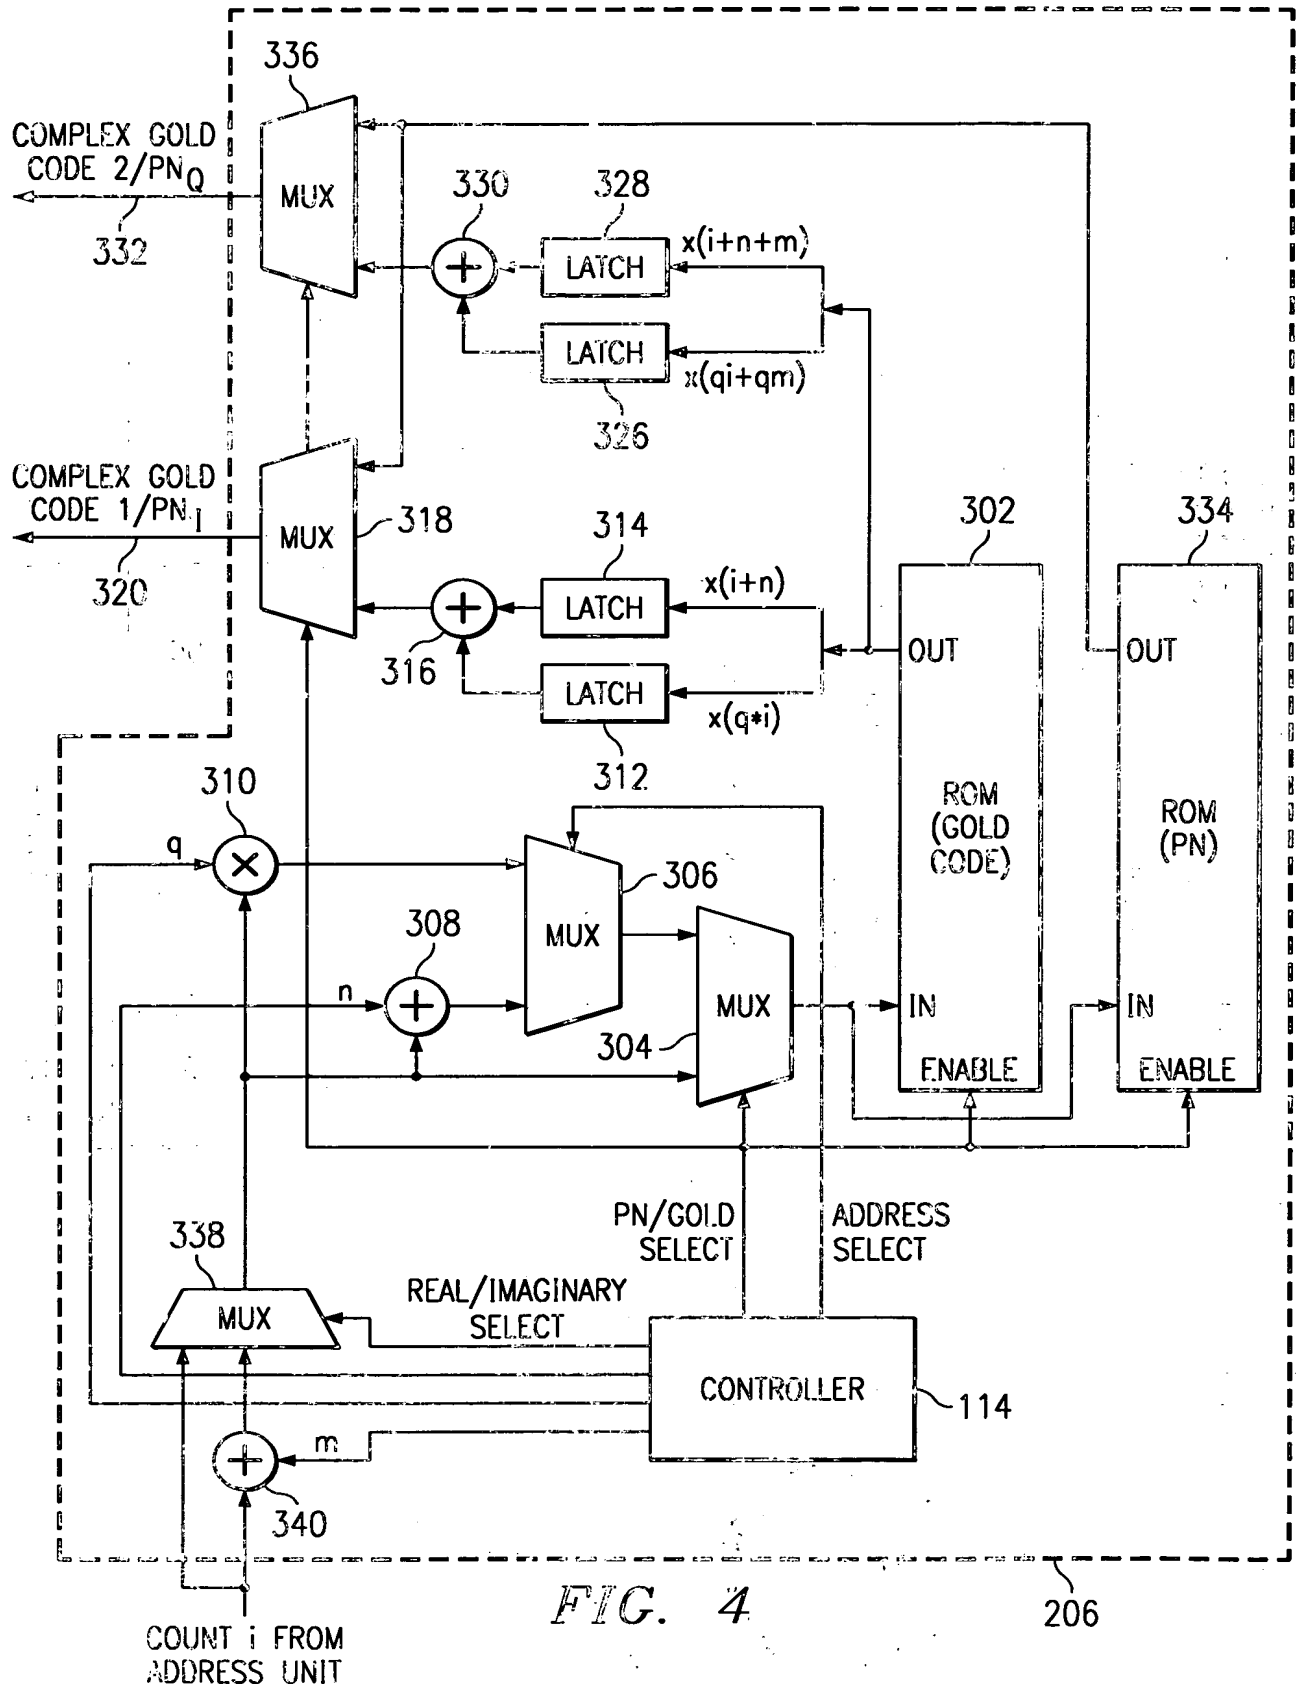 336
COMPLEX GOLD
CODE 2/PNQ
MUX
332
330
328
LATCH
x(i+n+m)
LATCH
x(qi+qm)
326
COMPLEX GOLD
CODE 1/PNI
MUX
318
320
314
LATCH
x(i+n)
316
LATCH
x(q*i)
312
302
334
OUT
OUT
ROM
(GOLD
CODE)
ROM
(PN)
IN
IN
ENABLE
ENABLE
310
q
×
306
MUX
308
n
+
304
MUX
PN/GOLD
SELECT
ADDRESS
SELECT
338
MUX
REAL/IMAGINARY
SELECT
CONTROLLER
114
m
340
COUNT i FROM
ADDRESS UNIT
FIG. 4
206